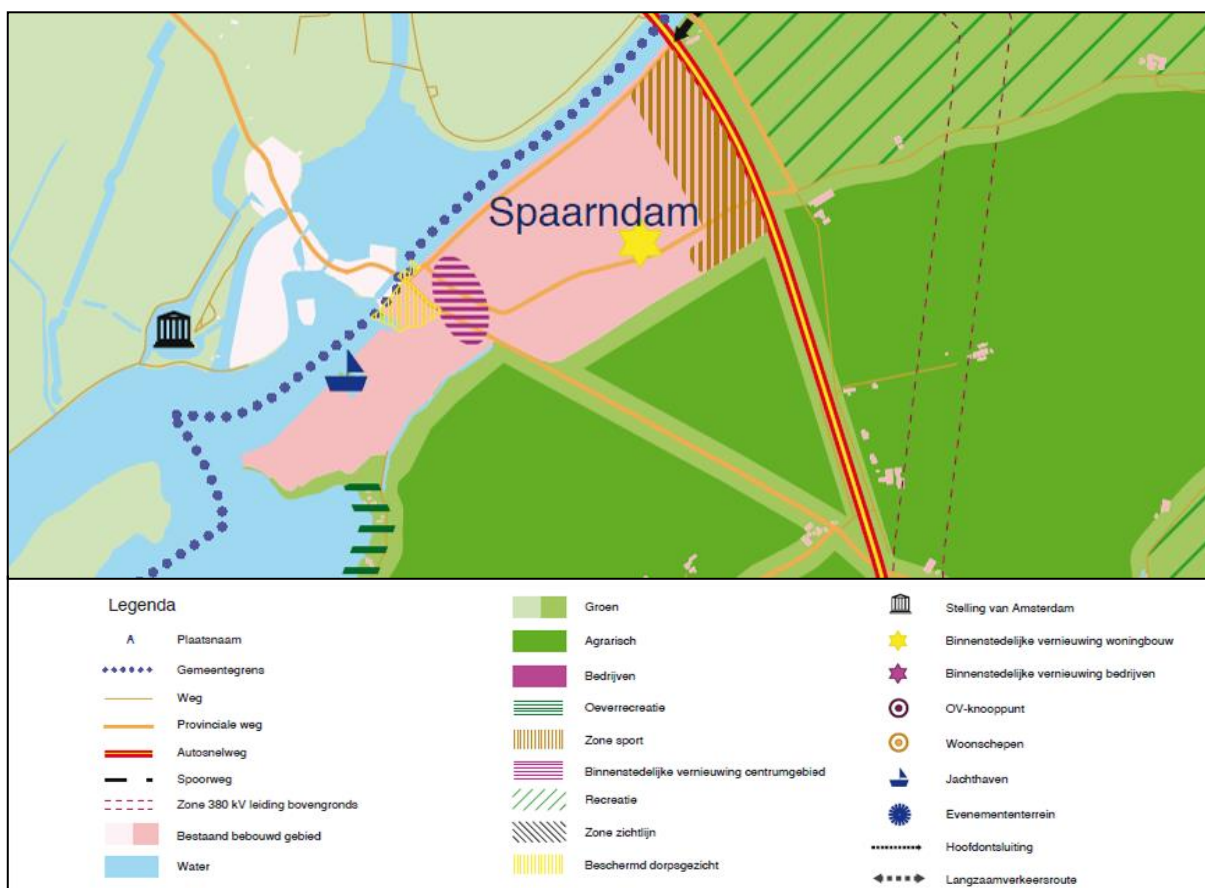 Spaarndam
Legenda
A Plaatsnaam
Gemeentegrens
Weg
Provinciale weg
Autosnelweg
Spoorweg
Zone 380 kV leiding bovengronds
Bestaand bebouwd gebied
Water
Groen
Agrarisch
Bedrijven
Oeverrecreatie
Zone sport
Binnenstedelijke vernieuwing centrumgebied
Recreatie
Zone zichtlijn
Beschermd dorpsgezicht
Stelling van Amsterdam
Binnenstedelijke vernieuwing woningbouw
Binnenstedelijke vernieuwing bedrijven
OV-knooppunt
Woonschepen
Jachthaven
Evenemententerrein
Hoofdontsluiting
Langzaamverkeersroute